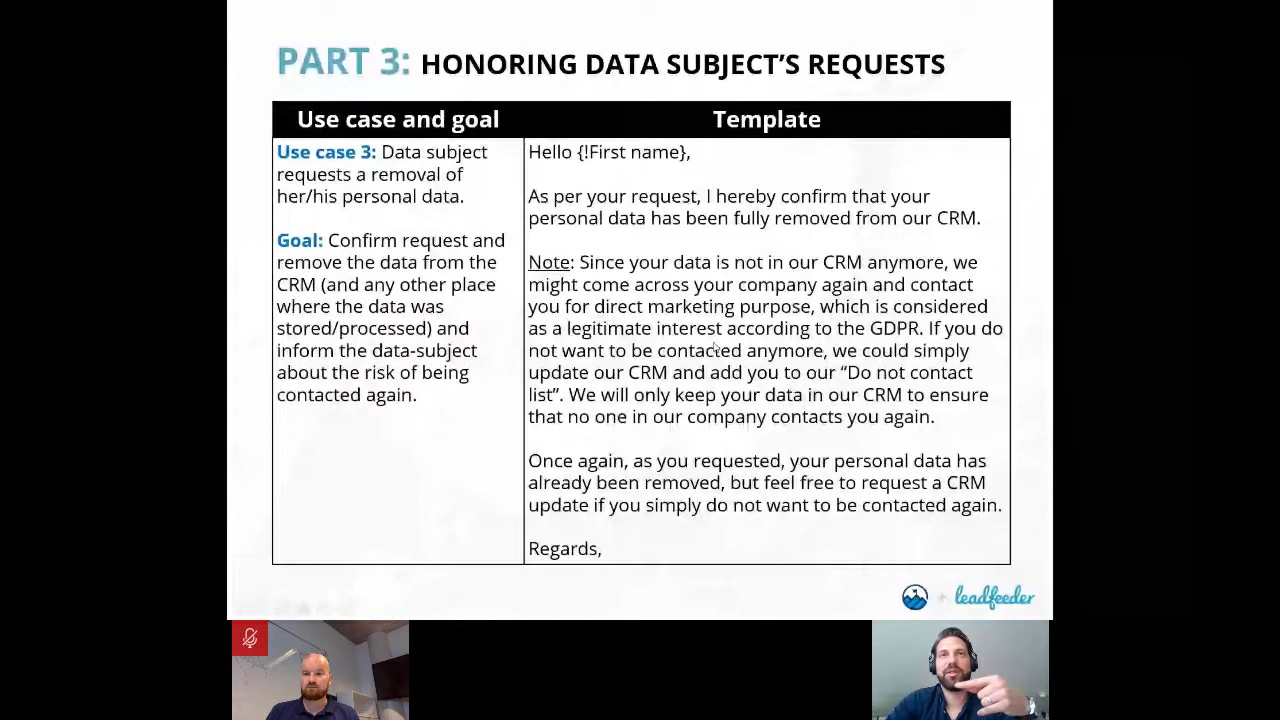 PART 3: HONORING DATA SUBJECT'S REQUESTS
Use case and goal
Template
Use case 3: Data subject
requests a removal of
her/his personal data.
Goal: Confirm request and
remove the data from the
CRM (and any other place
where the data was
stored/processed) and
inform the data-subject
about the risk of being
contacted again.
Hello {!First name},
As per your request, I hereby confirm that your
personal data has been fully removed from our CRM.
Note: Since your data is not in our CRM anymore, we
might come across your company again and contact
you for direct marketing purpose, which is considered
as a legitimate interest according to the GDPR. If you do
not want to be contacted anymore, we could simply
update our CRM and add you to our “Do not contact
list”. We will only keep your data in our CRM to ensure
that no one in our company contacts you again.
Once again, as you requested, your personal data has
already been removed, but feel free to request a CRM
update if you simply do not want to be contacted again.
Regards,
+ leadfeeder